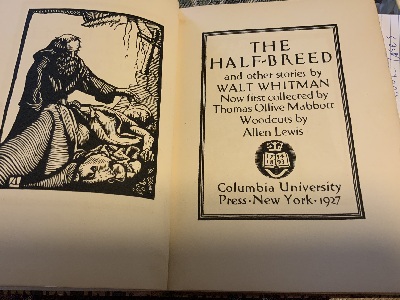 THE
HALF-BREED
and other stories by
WALT WHITMAN
Now first collected by
Thomas Ollive Mabbott
Woodcuts by
Allen Lewis
Columbia University
Press · New York · 1927